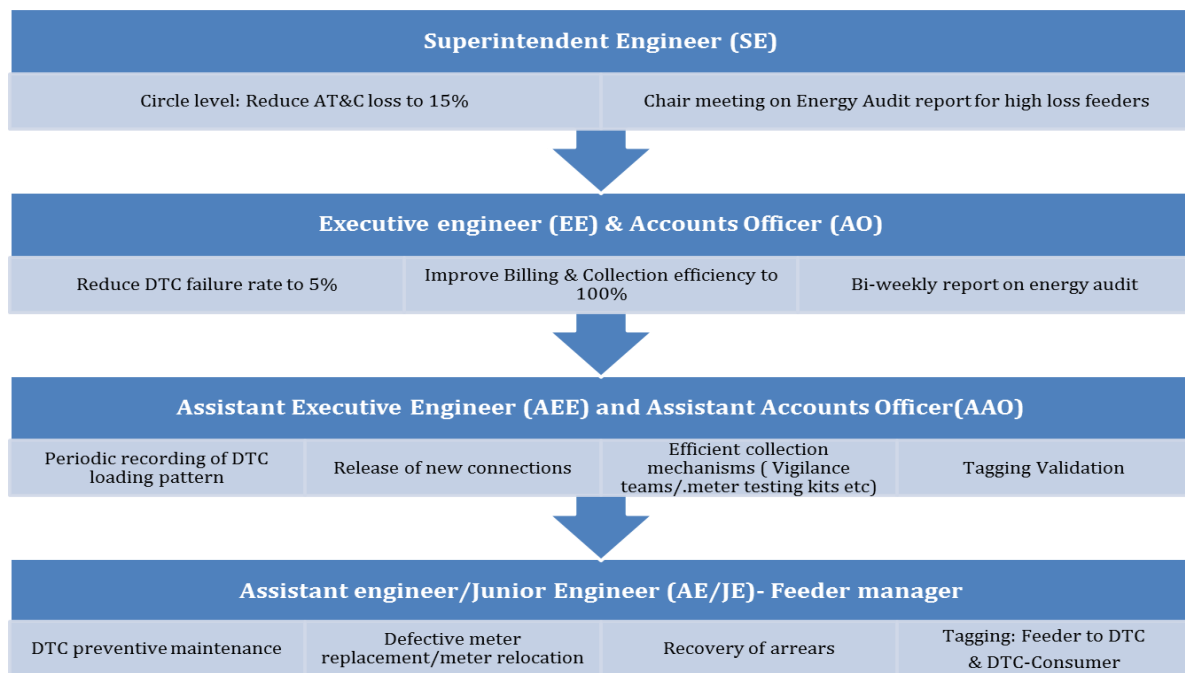 Superintendent Engineer (SE)
Circle level: Reduce AT&C loss to 15%
Chair meeting on Energy Audit report for high loss feeders
Executive engineer (EE) & Accounts Officer (AO)
Reduce DTC failure rate to 5%
Improve Billing & Collection efficiency to
100%
Bi-weekly report on energy audit
Assistant Executive Engineer (AEE) and Assistant Accounts Officer(AAO)
Periodic recording of DTC
loading pattern
Release of new connections
Efficient collection
mechanisms ( Vigilance
teams/.meter testing kits etc)
Tagging Validation
Assistant engineer/Junior Engineer (AE/JE)- Feeder manager
DTC preventive maintenance
Defective meter
replacement/meter relocation
Recovery of arrears
Tagging: Feeder to DTC
& DTC-Consumer